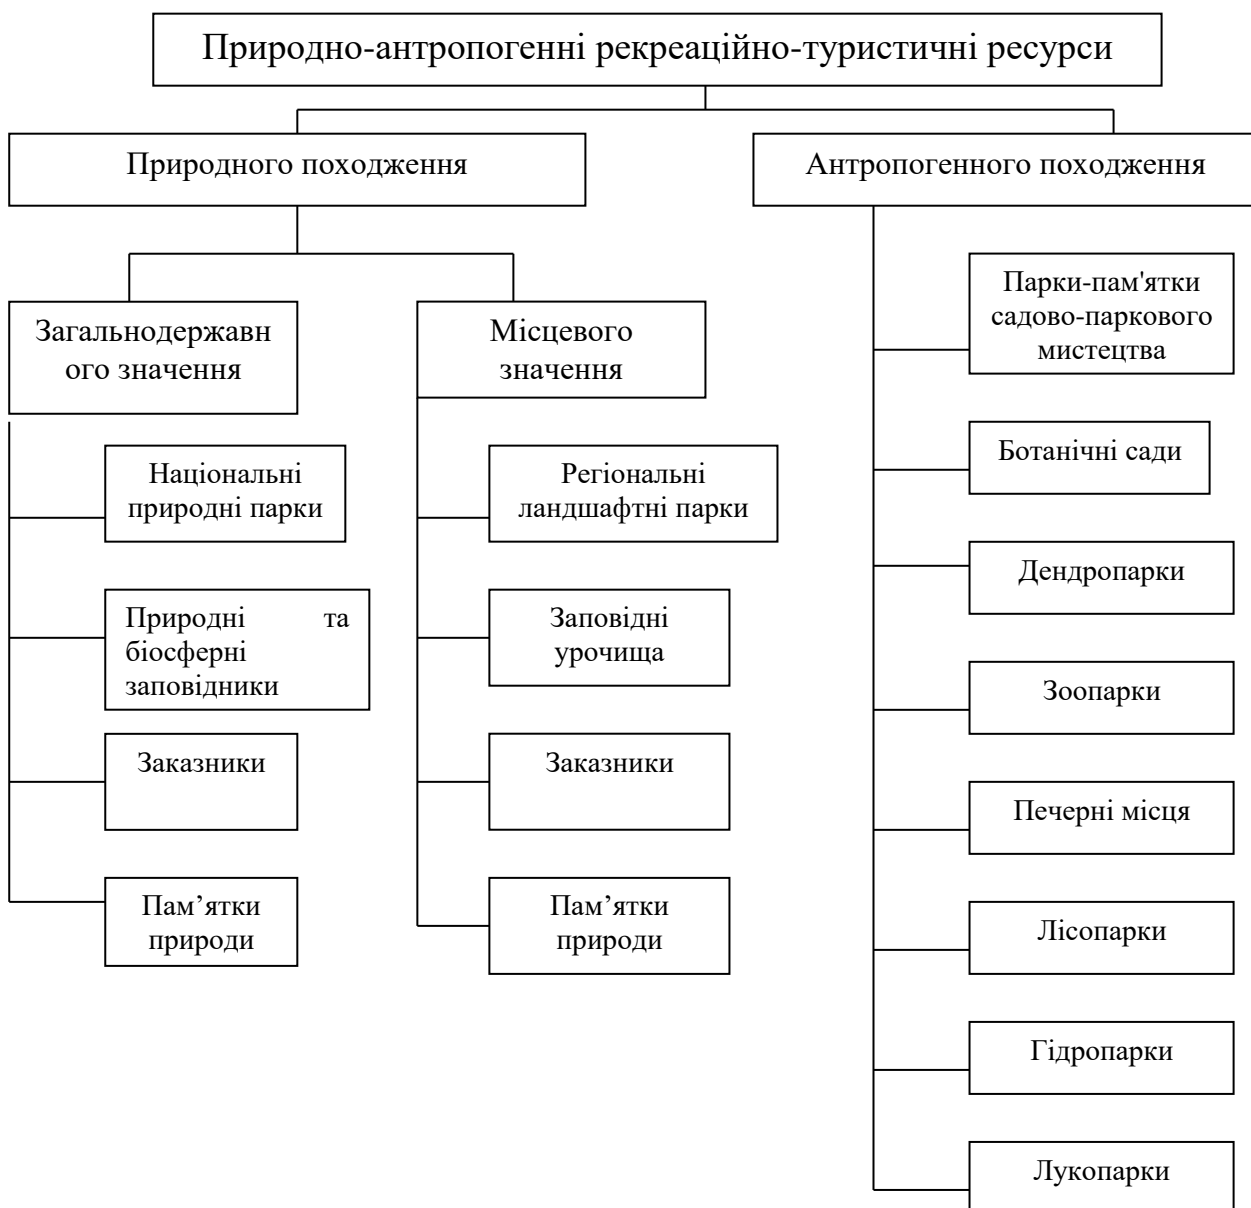 Природно-антропогенні рекреаційно-туристичні ресурси
Природного походження
Антропогенного походження
Загальнодержавн
ого значення
Місцевого
значення
Національні
природні парки
Природні та
біосферні
заповідники
Заказники
Пам’ятки
природи
Регіональні
ландшафтні парки
Заповідні
урочища
Заказники
Пам’ятки
природи
Парки-пам'ятки
садово-паркового
мистецтва
Ботанічні сади
Дендропарки
Зоопарки
Печерні місця
Лісопарки
Гідропарки
Лукопарки